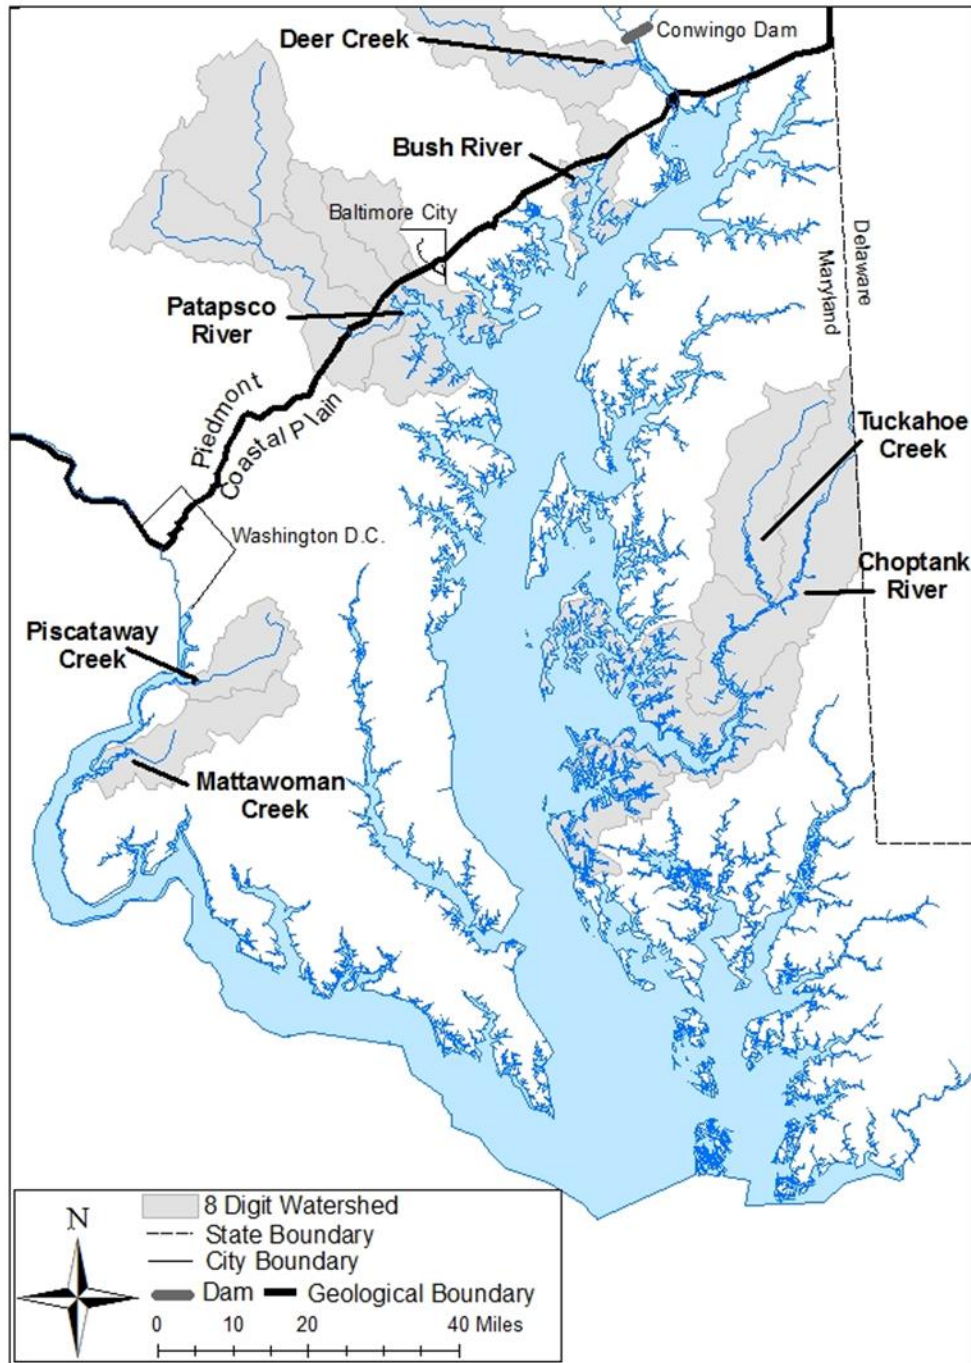 Deer Creek
Conwingo Dam
Bush River
Baltimore City
Delaware
Maryland
Patapsco
River
Piedmont
Coastal Plain
Tuckahoe
Creek
Washington D.C.
Choptank
River
Piscataway
Creek
Mattawoman
Creek
N
8 Digit Watershed
State Boundary
City Boundary
Dam
Geological Boundary
0 10 20 40 Miles